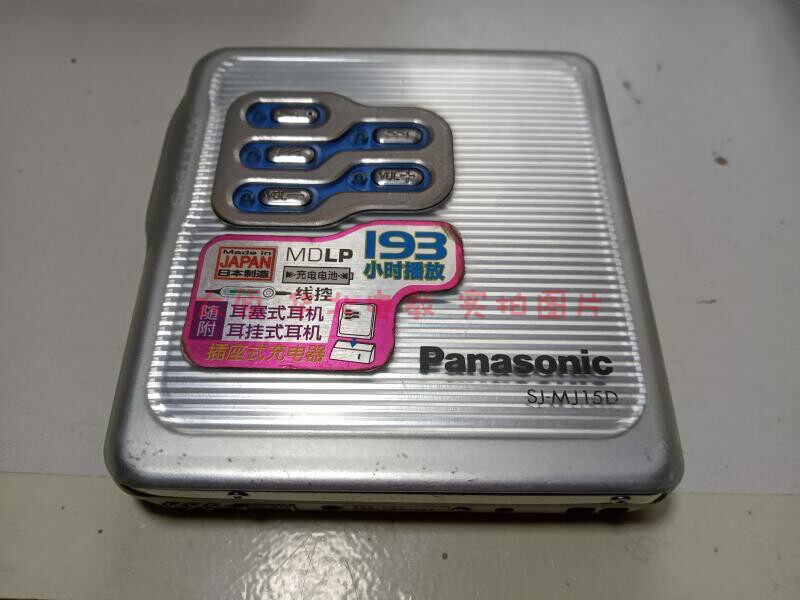 VOL−
VOL+
Made in
JAPAN
日本制造
MDLP
193
小时播放
充电电池
线控
随附
耳塞式耳机
耳挂式耳机
插座式充电器
实拍图片
Panasonic
SJ-MJ15D